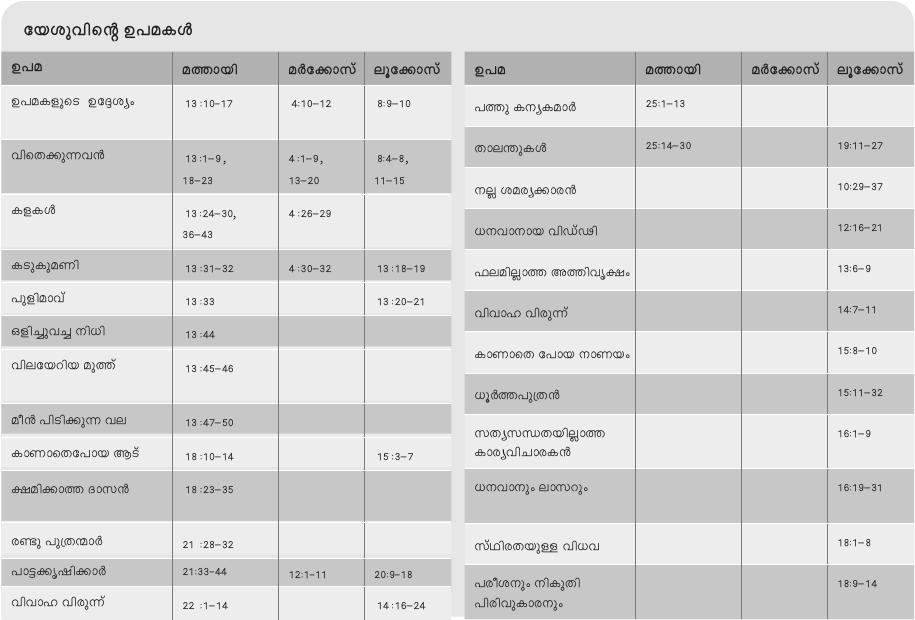 യേശുവിന്റെ ഉപമകൾ
ഉപമ മത്തായി മർക്കോസ് ലൂക്കോസ്
ഉപമകളുടെ ഉദ്ദേശ്യം 13 :10–17 4:10–12 8:9–10
വിതെക്കുന്നവൻ 13 :1–9 , 4 :1–9, 8:4–8,
18–23 13–20 11–15
കളകൾ 13 :24–30, 4 :26–29
36–43
കടുകുമണി 13 :31–32 4 :30–32 13 :18–19
പുളിമാവ് 13 :33 13 :20–21
ഒളിച്ചുവച്ച നിധി 13 :44
വിലയേറിയ മുത്ത് 13 :45–46
മീൻ പിടിക്കുന്ന വല 13 :47–50
കാണാതെപോയ ആട് 18 :10–14 15 :3–7
ക്ഷമിക്കാത്ത ദാസൻ 18 :23–35
രണ്ടു പുത്രന്മാർ 21 :28–32
പാട്ടക്കൃഷിക്കാർ 21:33–44 12:1–11 20:9–18
വിവാഹ വിരുന്ന് 22 :1–14 14 :16–24
ഉപമ മത്തായി മർക്കോസ് ലൂക്കോസ്
പത്തു കന്യകമാർ 25:1–13
താലന്തുകൾ 25:14–30 19:11–27
നല്ല ശമര്യക്കാരൻ 10:29–37
ധനവാനായ വിഡ്ഢി 12:16–21
ഫലമില്ലാത്ത അത്തിവൃക്ഷം 13:6–9
വിവാഹ വിരുന്ന് 14:7–11
കാണാതെ പോയ നാണയം 15:8–10
ധൂർത്തപുത്രൻ 15:11–32
സത്യസന്ധതയില്ലാത്ത 16:1–9
കാര്യവിചാരകൻ
ധനവാനും ലാസറും 16:19–31
സ്ഥിരതയുള്ള വിധവ 18:1–8
പരീശനും നികുതി 18:9–14
പിരിവുകാരനും